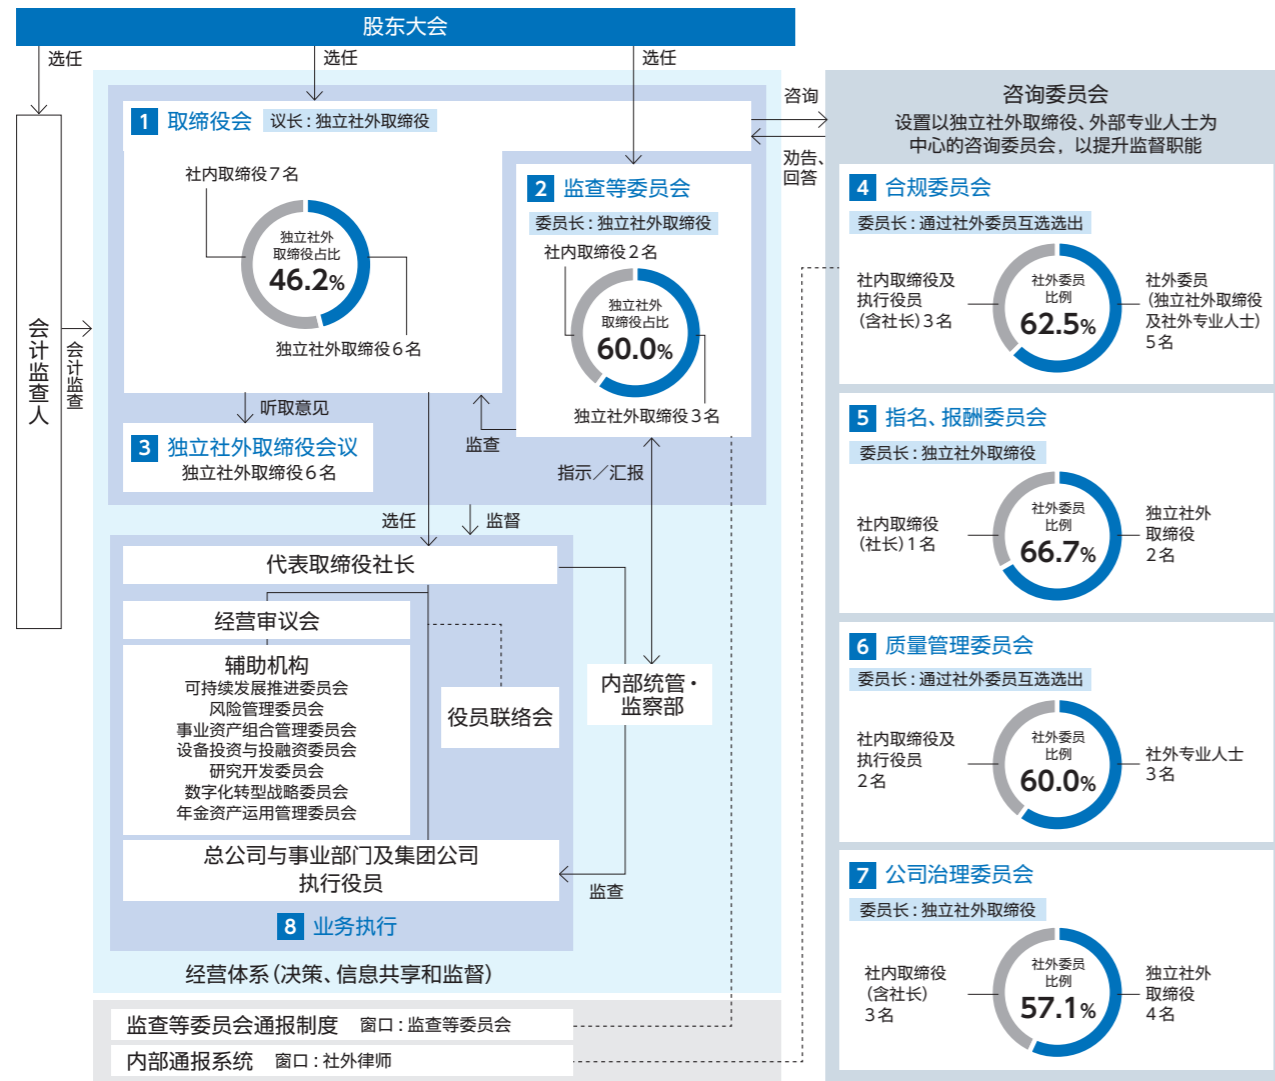 股东大会
选任
选任
选任
1 取缔役会 议长：独立社外取缔役
社内取缔役7名
独立社外
取缔役占比
46.2%
独立社外取缔役6名
听取意见
2 监查等委员会
委员长：独立社外取缔役
社内取缔役2名
独立社外
取缔役占比
60.0%
独立社外取缔役3名
监查
3 独立社外取缔役会议
独立社外取缔役6名
会计监查人
会计监查
咨询
劝告、
回答
指示／汇报
选任
监督
代表取缔役社长
经营审议会
辅助机构
可持续发展推进委员会
风险管理委员会
事业资产组合管理委员会
设备投资与投融资委员会
研究开发委员会
数字化转型战略委员会
年金资产运用管理委员会
役员联络会
内部统管・
监察部
总公司与事业部门及集团公司
执行役员
监查
8 业务执行
经营体系（决策、信息共享和监督）
监查等委员会通报制度 窗口：监查等委员会
内部通报系统 窗口：社外律师
咨询委员会
设置以独立社外取缔役、外部专业人士为
中心的咨询委员会，以提升监督职能
4 合规委员会
委员长：通过社外委员互选选出
社内取缔役及
执行役员
（含社长）3名
社外委员
比例
62.5%
社外委员
（独立社外取缔役
及社外专业人士）
5名
5 指名、报酬委员会
委员长：独立社外取缔役
社内取缔役
（社长）1名
社外委员
比例
66.7%
独立社外
取缔役
2名
6 质量管理委员会
委员长：通过社外委员互选选出
社内取缔役及
执行役员
2名
社外委员
比例
60.0%
社外专业人士
3名
7 公司治理委员会
委员长：独立社外取缔役
社内取缔役
（含社长）
3名
社外委员
比例
57.1%
独立社外
取缔役
4名